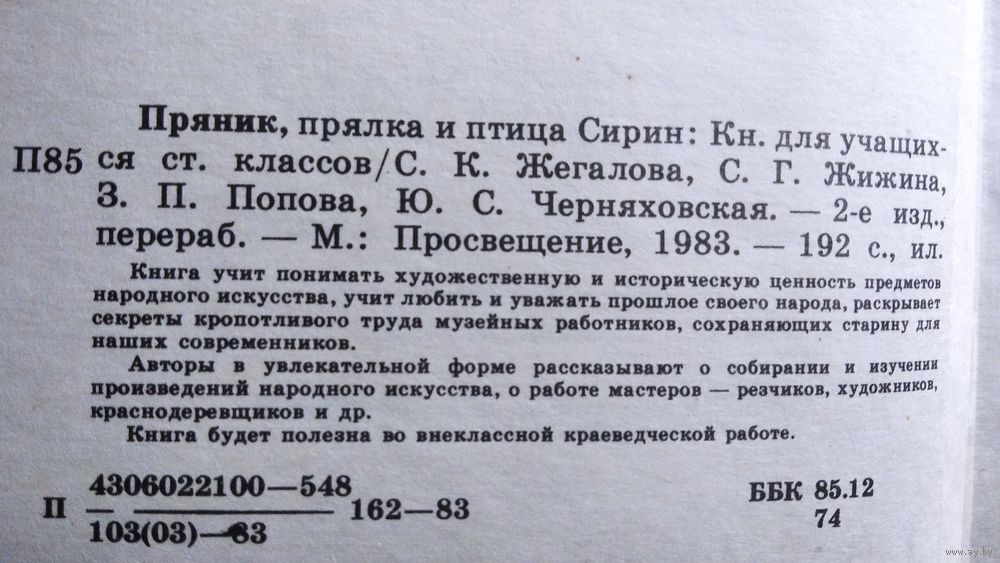 Пряник, прялка и птица Сирин: Кн. для учащих-
П85 ся ст. классов/С. К. Жегалова, С. Г. Жижина,
З. П. Попова, Ю. С. Черняховская. — 2-е изд.,
перераб. — М.: Просвещение, 1983. — 192 с., ил.
Книга учит понимать художественную и историческую ценность предметов
народного искусства, учит любить и уважать прошлое своего народа, раскрывает
секреты кропотливого труда музейных работников, сохраняющих старину для
наших современников.
Авторы в увлекательной форме рассказывают о собирании и изучении
произведений народного искусства, о работе мастеров — резчиков, художников,
краснодеревщиков и др.
Книга будет полезна во внеклассной краеведческой работе.
4306022100—548
П 162—83
103(03)—83
ББК 85.12
74
www.ay.by